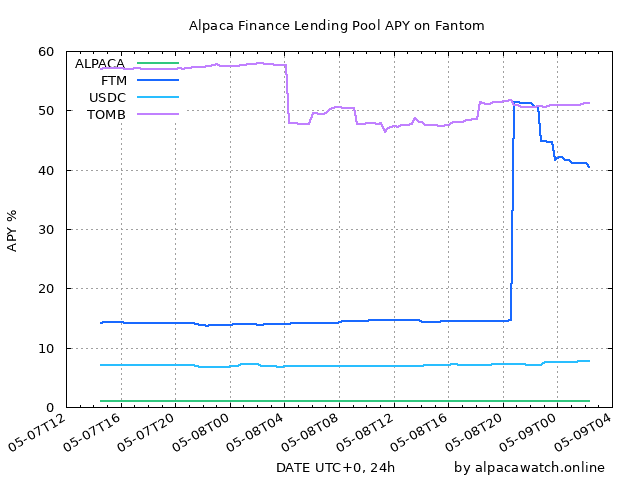 Alpaca Finance Lending Pool APY on Fantom
60
50
40
30
20
10
0
APY %
ALPACA
FTM
USDC
TOMB
05-07T12
05-07T16
05-07T20
05-08T00
05-08T04
05-08T08
05-08T12
05-08T16
05-08T20
05-09T00
05-09T04
DATE UTC+0, 24h
by alpacawatch.online